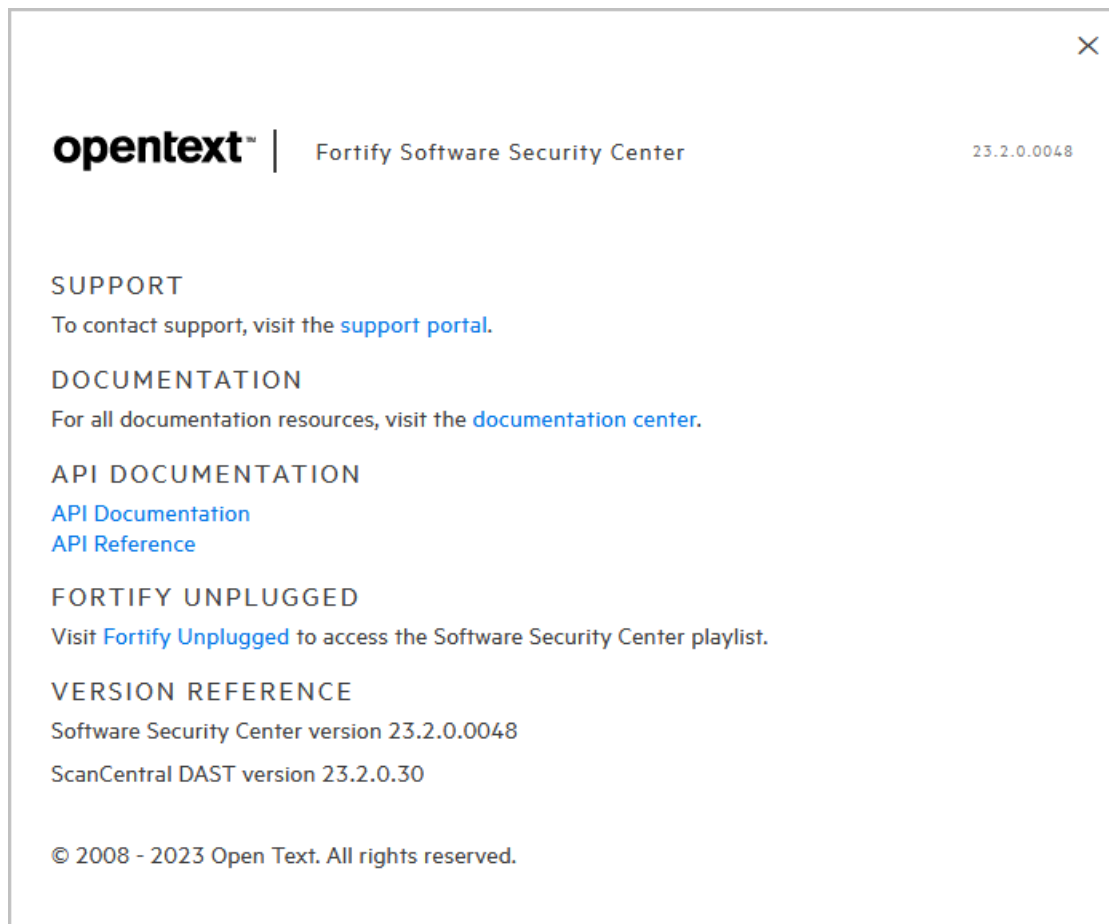 opentext™ | Fortify Software Security Center 23.2.0.0048
SUPPORT
To contact support, visit the support portal.
DOCUMENTATION
For all documentation resources, visit the documentation center.
API DOCUMENTATION
API Documentation
API Reference
FORTIFY UNPLUGGED
Visit Fortify Unplugged to access the Software Security Center playlist.
VERSION REFERENCE
Software Security Center version 23.2.0.0048
ScanCentral DAST version 23.2.0.30
© 2008 - 2023 Open Text. All rights reserved.